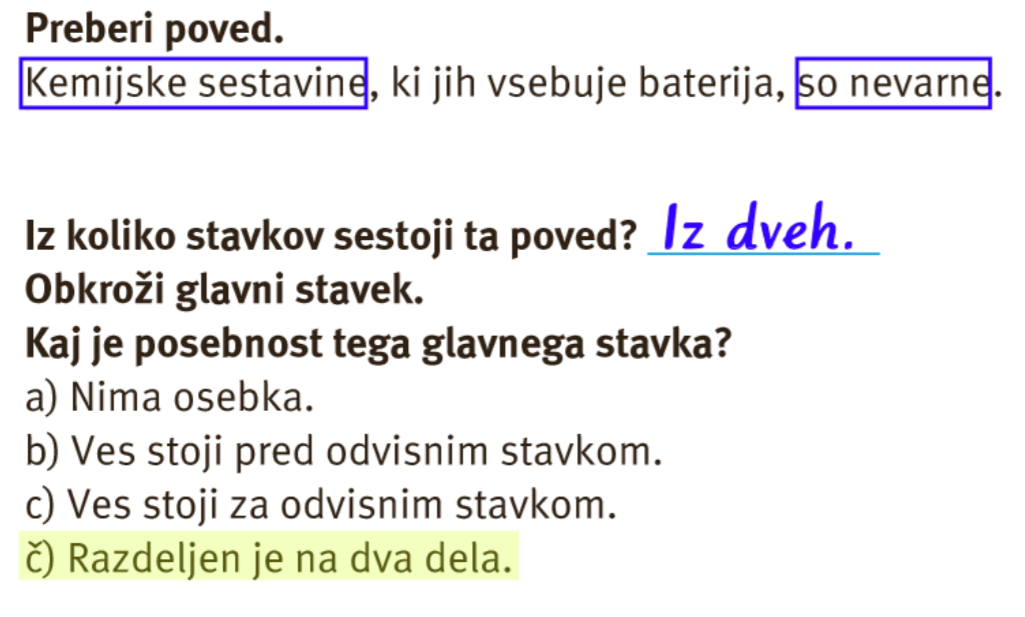 Preberi poved.
Kemijske sestavine, ki jih vsebuje baterija, so nevarne.
Iz koliko stavkov sestoji ta poved? Iz dveh.
Obkroži glavni stavek.
Kaj je posebnost tega glavnega stavka?
a) Nima osebka.
b) Ves stoji pred odvisnim stavkom.
c) Ves stoji za odvisnim stavkom.
č) Razdeljen je na dva dela.